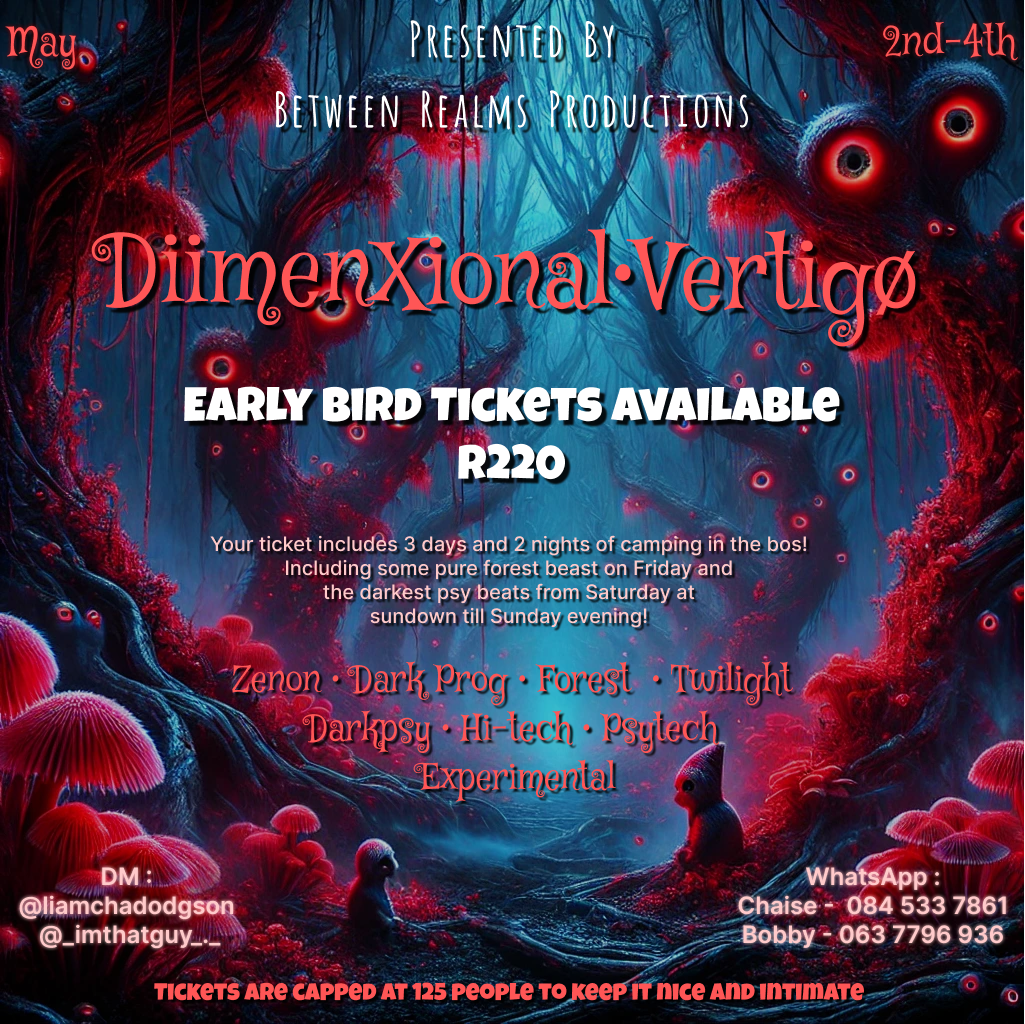 May
Presented By
2nd-4th
Between Realms Productions
DiimenXional•Vertigø
EARLY BIRD TICKETS AVAILABLE
R220
Your ticket includes 3 days and 2 nights of camping in the bos!
Including some pure forest beast on Friday and
the darkest psy beats from Saturday at
sundown till Sunday evening!
Zenon • Dark Prog • Forest • Twilight
Darkpsy • Hi-tech • Psytech
Experimental
DM :
@liamchadodgson
@_imthatguy_._
WhatsApp :
Chaise - 084 533 7861
Bobby - 063 7796 936
TICKETS ARE CAPPED AT 125 PEOPLE TO KEEP IT NICE AND INTIMATE